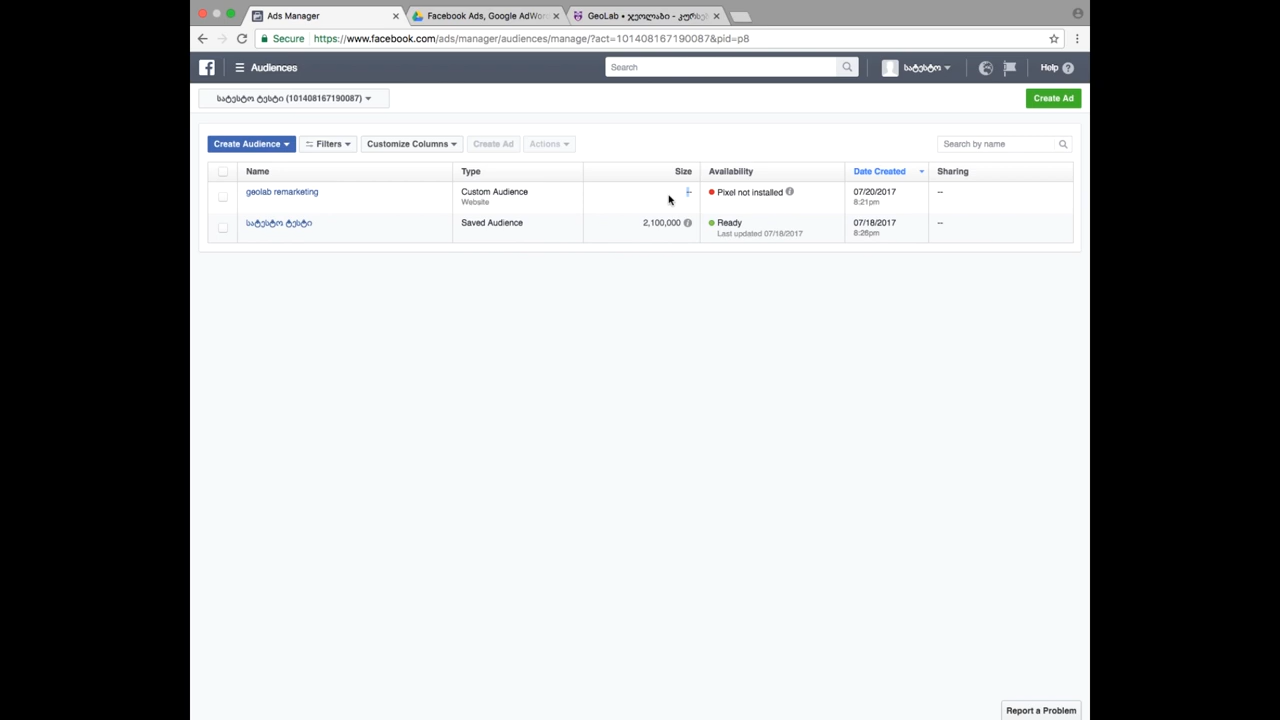 Ads Manager
Facebook Ads, Google AdWor
GeoLab • ჯეოლაბი - კურსებ
Secure https://www.facebook.com/ads/manager/audiences/manage/?act=101408167190087&pid=p8
Audiences
Search
სატესტო
Help
სატესტო ტესტი (101408167190087)
Create Ad
Create Audience
Filters
Customize Columns
Create Ad
Actions
Search by name
Name Type Size Availability Date Created Sharing
geolab remarketing Custom Audience Pixel not installed 07/20/2017 --
Website 8:21pm
სატესტო ტესტი Saved Audience 2,100,000 Ready 07/18/2017 --
Last updated 07/18/2017 8:26pm
Report a Problem